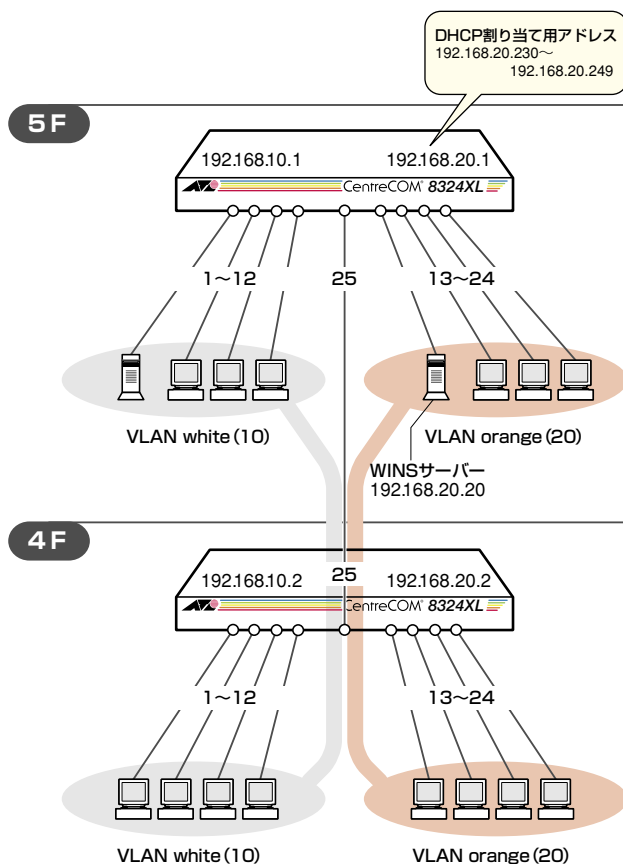 DHCP割り当て用アドレス
192.168.20.230～
192.168.20.249
5F
192.168.10.1
192.168.20.1
CentreCOM® 8324XL
1～12
25
13～24
VLAN white(10)
VLAN orange(20)
WINSサーバー
192.168.20.20
4F
192.168.10.2
25
192.168.20.2
CentreCOM® 8324XL
1～12
13～24
VLAN white(10)
VLAN orange(20)